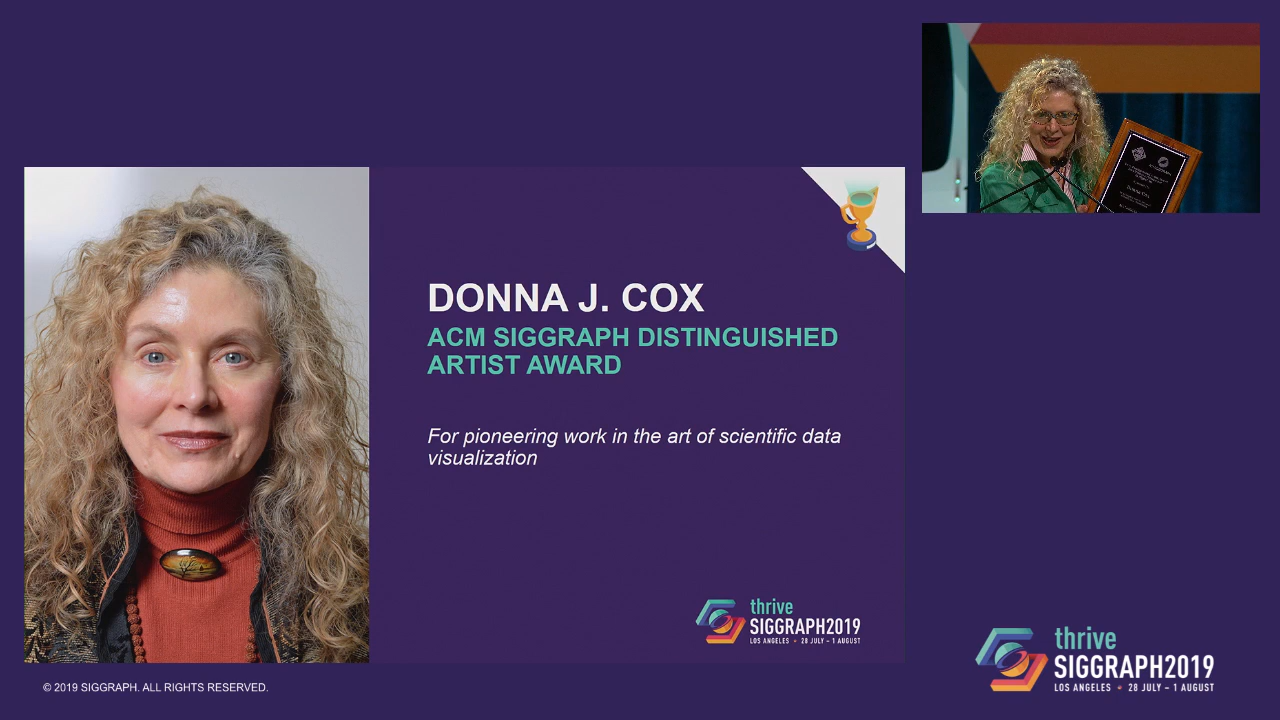 DONNA J. COX
ACM SIGGRAPH DISTINGUISHED
ARTIST AWARD
For pioneering work in the art of scientific data
visualization
thrive
SIGGRAPH2019
LOS ANGELES • 28 JULY – 1 AUGUST
thrive
SIGGRAPH2019
LOS ANGELES • 28 JULY – 1 AUGUST
© 2019 SIGGRAPH. ALL RIGHTS RESERVED.